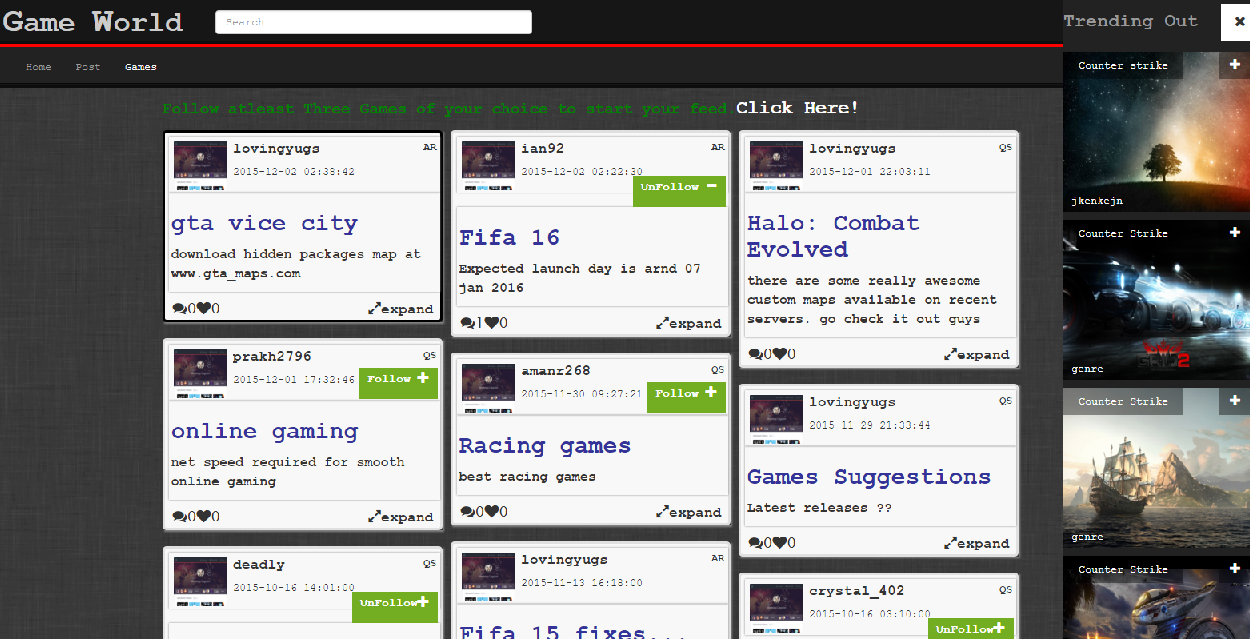 Game World
Search
Trending Out
Home Post Games
Follow atleast Three Games of your choice to start your feed Click Here!
lovingyugs AR
2015-12-02 02:38:42
gta vice city
download hidden packages map at
www.gta_maps.com
0 0 expand
prakh2796 QS
2015-12-01 17:32:46 Follow
online gaming
net speed required for smooth
online gaming
0 0 expand
deadly QS
2015-10-16 14:01:00
UnFollow
ian92 AR
2015-12-02 02:22:30
UnFollow
Fifa 16
Expected launch day is arnd 07
jan 2016
1 0 expand
amanr268 QS
2015-11-30 09:27:21 Follow
Racing games
best racing games
0 0 expand
lovingyugs AR
2015-11-13 16:18:00
Fifa 15 fixes...
lovingyugs QS
2015-12-01 22:03:11
Halo: Combat
Evolved
there are some really awesome
custom maps available on recent
servers. go check it out guys
0 0 expand
lovingyugs QS
2015-11-29 21:33:44
Games Suggestions
Latest releases ??
0 0 expand
crystal_402 QS
2015-10-16 03:10:00
UnFollow
Counter strike
jkenkejn
Counter Strike
genre
Counter Strike
genre
Counter Strike